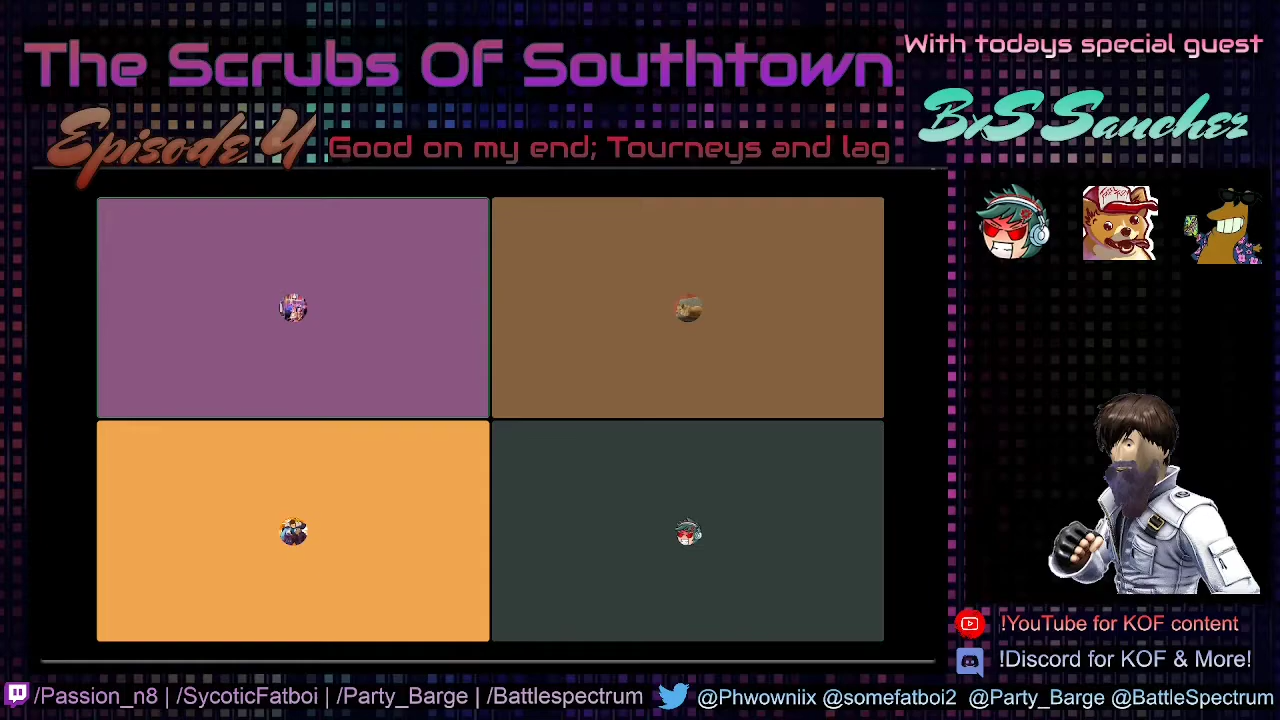 The Scrubs Of Southtown
With todays special guest
BxS Sanchez
Episode 4
Good on my end; Tourneys and lag
!YouTube for KOF content
!Discord for KOF & More!
/Passion_n8 | /SycoticFatboi | /Party_Barge | /Battlespectrum
@Phwowniix @somefatboi2 @Party_Barge @BattleSpectrum